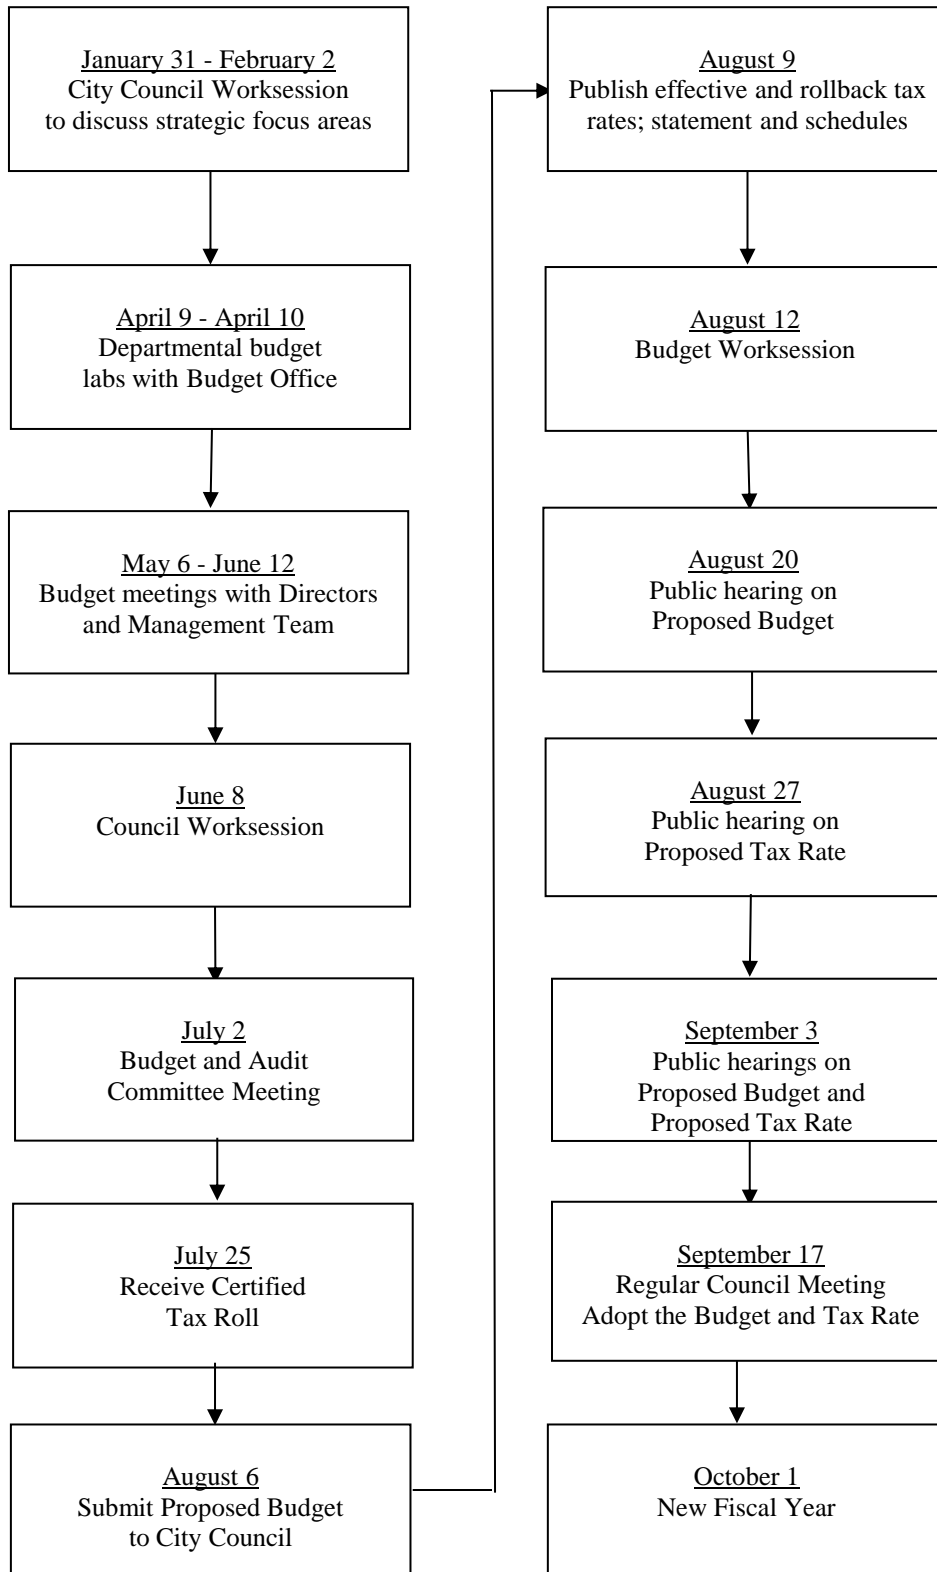 January 31 - February 2
City Council Worksession
to discuss strategic focus areas
April 9 - April 10
Departmental budget
labs with Budget Office
May 6 - June 12
Budget meetings with Directors
and Management Team
June 8
Council Worksession
July 2
Budget and Audit
Committee Meeting
July 25
Receive Certified
Tax Roll
August 6
Submit Proposed Budget
to City Council
August 9
Publish effective and rollback tax
rates; statement and schedules
August 12
Budget Worksession
August 20
Public hearing on
Proposed Budget
August 27
Public hearing on
Proposed Tax Rate
September 3
Public hearings on
Proposed Budget and
Proposed Tax Rate
September 17
Regular Council Meeting
Adopt the Budget and Tax Rate
October 1
New Fiscal Year